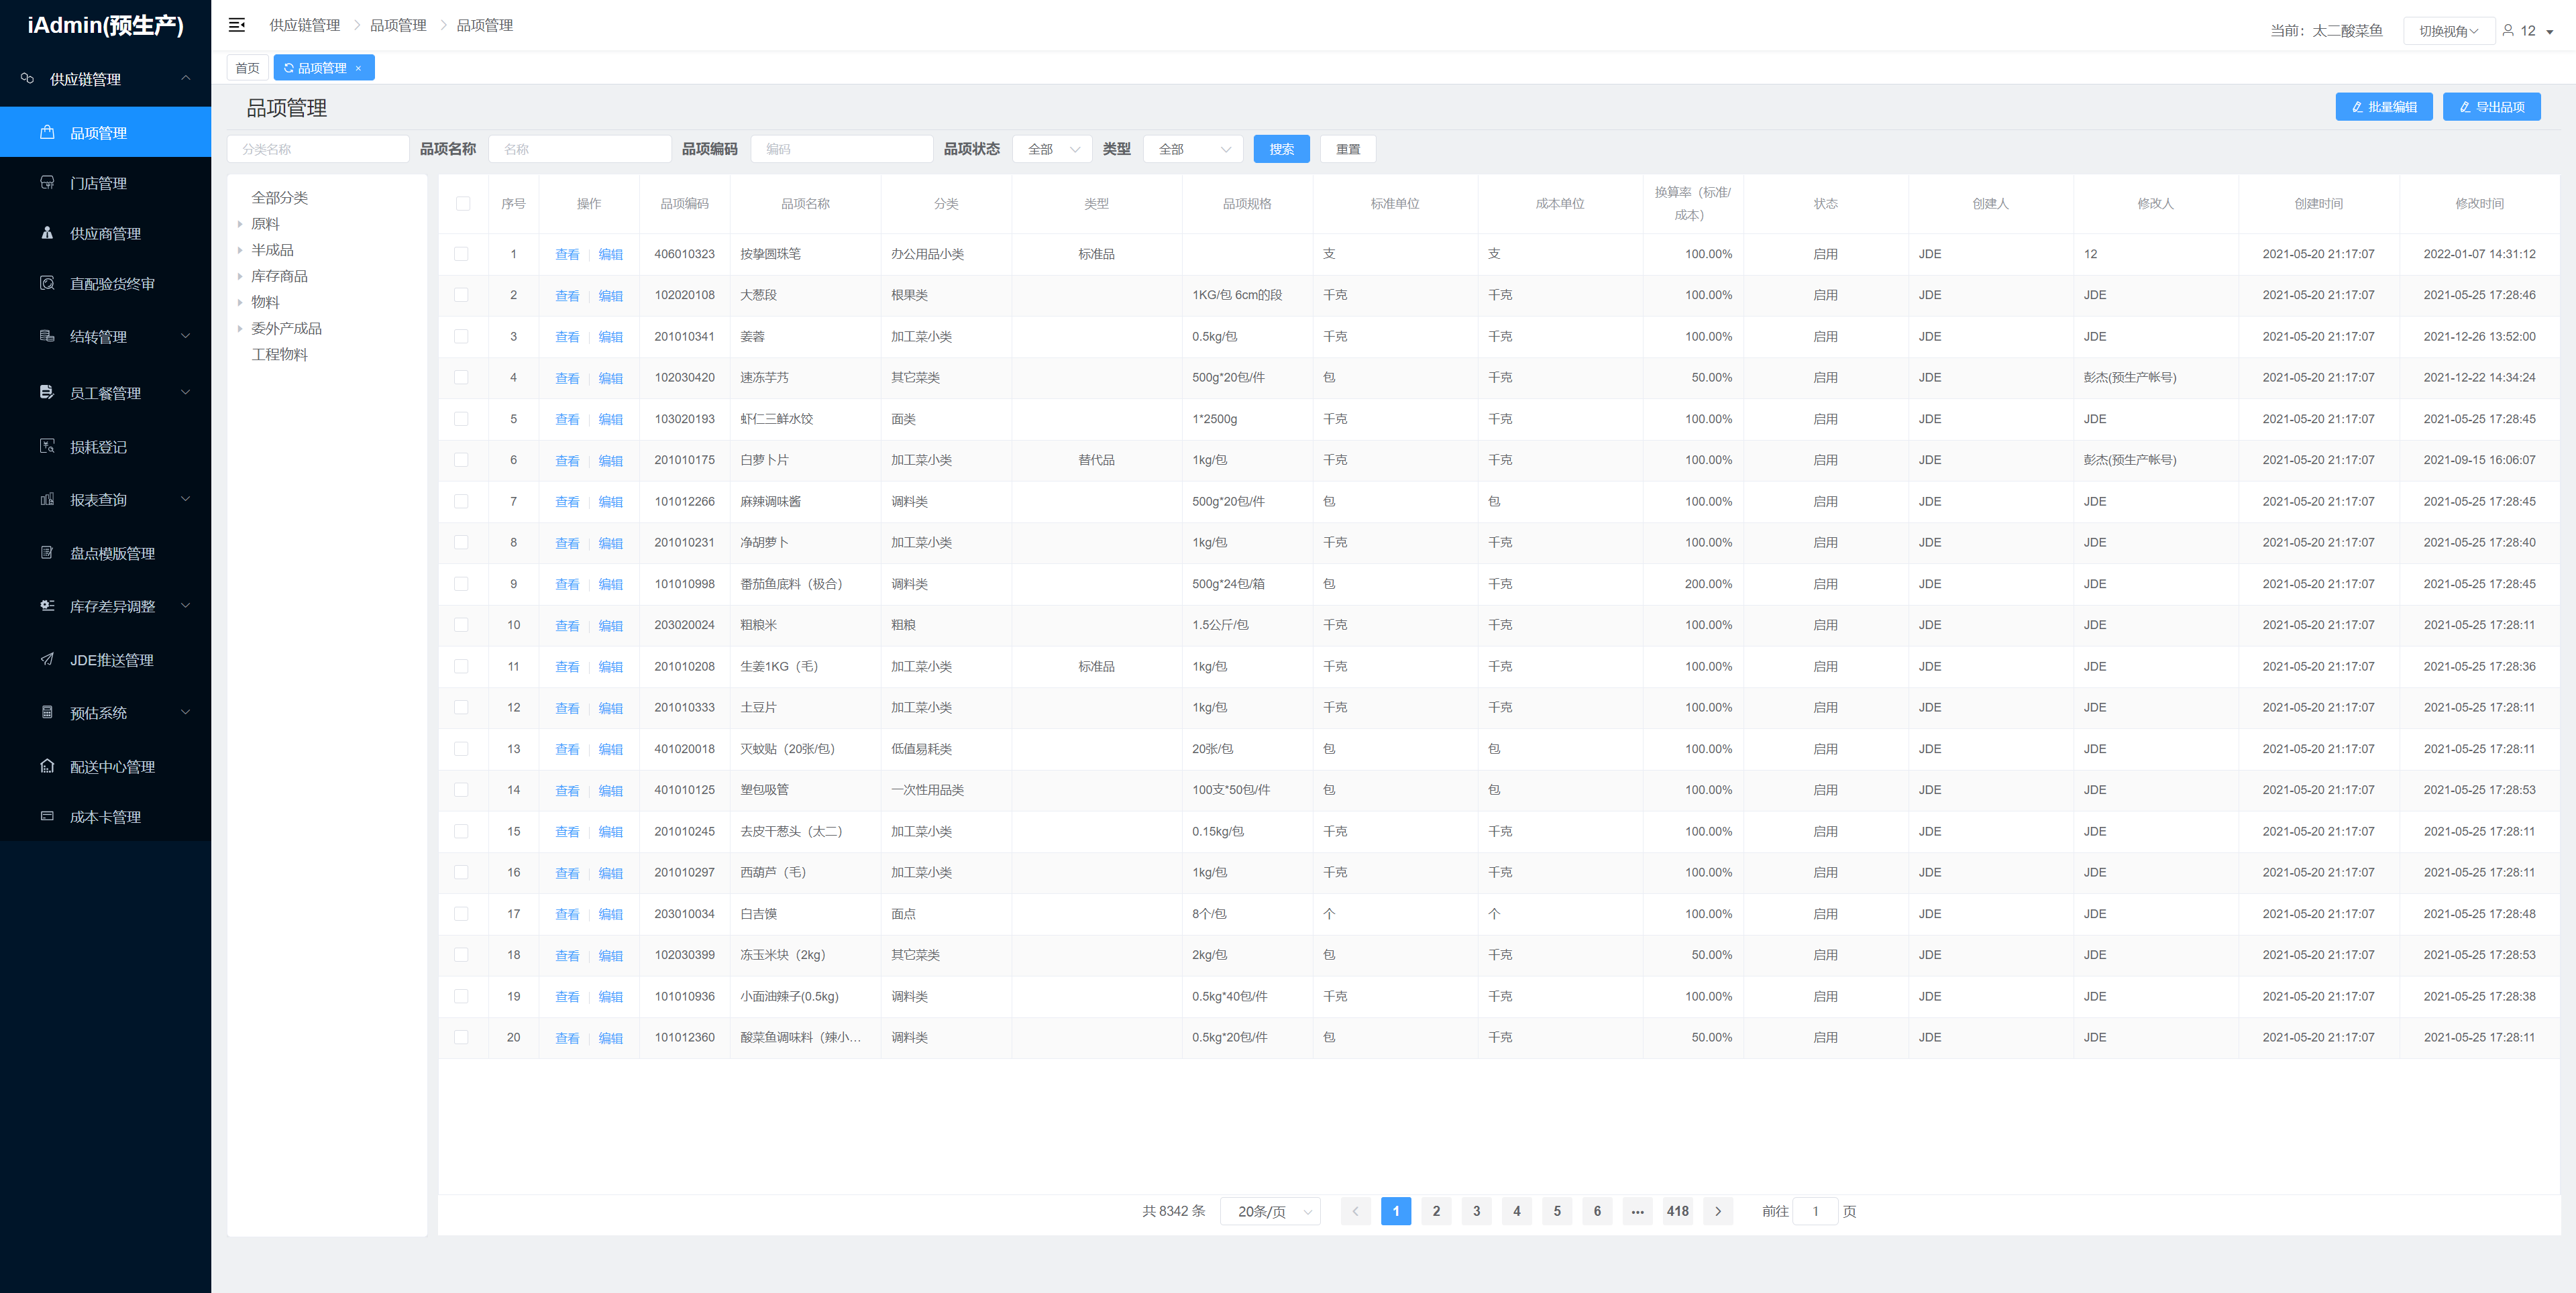 iAdmin(预生产)
供应链管理
品项管理
门店管理
供应商管理
直配验货终审
结转管理
员工餐管理
损耗登记
报表查询
盘点模版管理
库存差异调整
JDE推送管理
预估系统
配送中心管理
成本卡管理
供应链管理 > 品项管理 > 品项管理
当前：太二酸菜鱼 切换视角 12
首页 品项管理 ×
品项管理
批量编辑 导出品项
分类名称 品项名称 名称 品项编码 编码 品项状态 全部 类型 全部 搜索 重置
全部分类
原料
半成品
库存商品
物料
委外产成品
工程物料
序号 操作 品项编码 品项名称 分类 类型 品项规格 标准单位 成本单位 换算率（标准/成本） 状态 创建人 修改人 创建时间 修改时间
1 查看 编辑 406010323 按挚圆珠笔 办公用品小类 标准品 支 支 100.00% 启用 JDE 12 2021-05-20 21:17:07 2022-01-07 14:31:12
2 查看 编辑 102020108 大葱段 根果类 1KG/包 6cm的段 千克 千克 100.00% 启用 JDE JDE 2021-05-20 21:17:07 2021-05-25 17:28:46
3 查看 编辑 201010341 姜蓉 加工菜小类 0.5kg/包 千克 千克 100.00% 启用 JDE JDE 2021-05-20 21:17:07 2021-12-26 13:52:00
4 查看 编辑 102030420 速冻芋艿 其它菜类 500g*20包/件 包 千克 50.00% 启用 JDE 彭杰(预生产帐号) 2021-05-20 21:17:07 2021-12-22 14:34:24
5 查看 编辑 103020193 虾仁三鲜水饺 面类 1*2500g 千克 千克 100.00% 启用 JDE JDE 2021-05-20 21:17:07 2021-05-25 17:28:45
6 查看 编辑 201010175 白萝卜片 加工菜小类 替代品 1kg/包 千克 千克 100.00% 启用 JDE 彭杰(预生产帐号) 2021-05-20 21:17:07 2021-09-15 16:06:07
7 查看 编辑 101012266 麻辣调味酱 调料类 500g*20包/件 包 包 100.00% 启用 JDE JDE 2021-05-20 21:17:07 2021-05-25 17:28:45
8 查看 编辑 201010231 净胡萝卜 加工菜小类 1kg/包 千克 千克 100.00% 启用 JDE JDE 2021-05-20 21:17:07 2021-05-25 17:28:40
9 查看 编辑 101010998 番茄鱼底料（极合） 调料类 500g*24包/箱 包 千克 200.00% 启用 JDE JDE 2021-05-20 21:17:07 2021-05-25 17:28:45
10 查看 编辑 203020024 粗粮米 粗粮 1.5公斤/包 千克 千克 100.00% 启用 JDE JDE 2021-05-20 21:17:07 2021-05-25 17:28:11
11 查看 编辑 201010208 生姜1KG（毛） 加工菜小类 标准品 1kg/包 千克 千克 100.00% 启用 JDE JDE 2021-05-20 21:17:07 2021-05-25 17:28:36
12 查看 编辑 201010333 土豆片 加工菜小类 1kg/包 千克 千克 100.00% 启用 JDE JDE 2021-05-20 21:17:07 2021-05-25 17:28:11
13 查看 编辑 401020018 灭蚊贴（20张/包） 低值易耗类 20张/包 包 包 100.00% 启用 JDE JDE 2021-05-20 21:17:07 2021-05-25 17:28:11
14 查看 编辑 401010125 塑包吸管 一次性用品类 100支*50包/件 包 包 100.00% 启用 JDE JDE 2021-05-20 21:17:07 2021-05-25 17:28:53
15 查看 编辑 201010245 去皮干葱头（太二） 加工菜小类 0.15kg/包 千克 千克 100.00% 启用 JDE JDE 2021-05-20 21:17:07 2021-05-25 17:28:11
16 查看 编辑 201010297 西葫芦（毛） 加工菜小类 1kg/包 千克 千克 100.00% 启用 JDE JDE 2021-05-20 21:17:07 2021-05-25 17:28:11
17 查看 编辑 203010034 白吉馍 面点 8个/包 个 个 100.00% 启用 JDE JDE 2021-05-20 21:17:07 2021-05-25 17:28:48
18 查看 编辑 102030399 冻玉米块（2kg） 其它菜类 2kg/包 包 千克 50.00% 启用 JDE JDE 2021-05-20 21:17:07 2021-05-25 17:28:53
19 查看 编辑 101010936 小面油辣子(0.5kg) 调料类 0.5kg*40包/件 千克 千克 100.00% 启用 JDE JDE 2021-05-20 21:17:07 2021-05-25 17:28:38
20 查看 编辑 101012360 酸菜鱼调味料（辣小... 调料类 0.5kg*20包/件 包 千克 50.00% 启用 JDE JDE 2021-05-20 21:17:07 2021-05-25 17:28:11
共 8342 条 20条/页 < 1 2 3 4 5 6 ... 418 > 前往 1 页